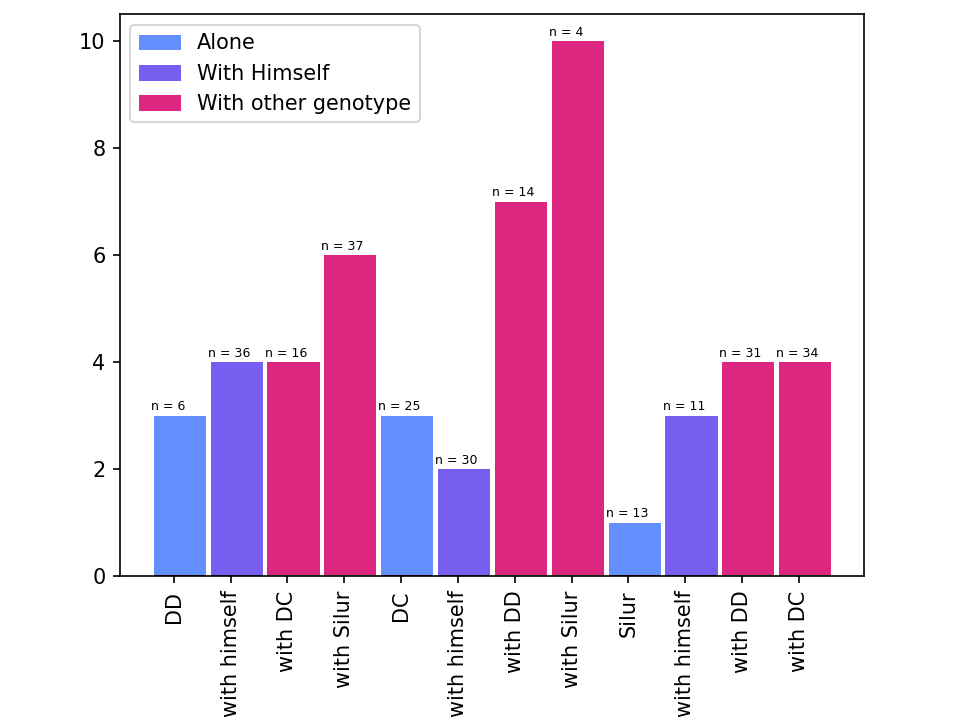 Alone
With Himself
With other genotype
10
8
6
4
2
0
n = 6
n = 36
n = 16
n = 37
n = 25
n = 30
n = 14
n = 4
n = 13
n = 11
n = 31
n = 34
DD
with himself
with DC
with Silur
DC
with himself
with DD
with Silur
Silur
with himself
with DD
with DC